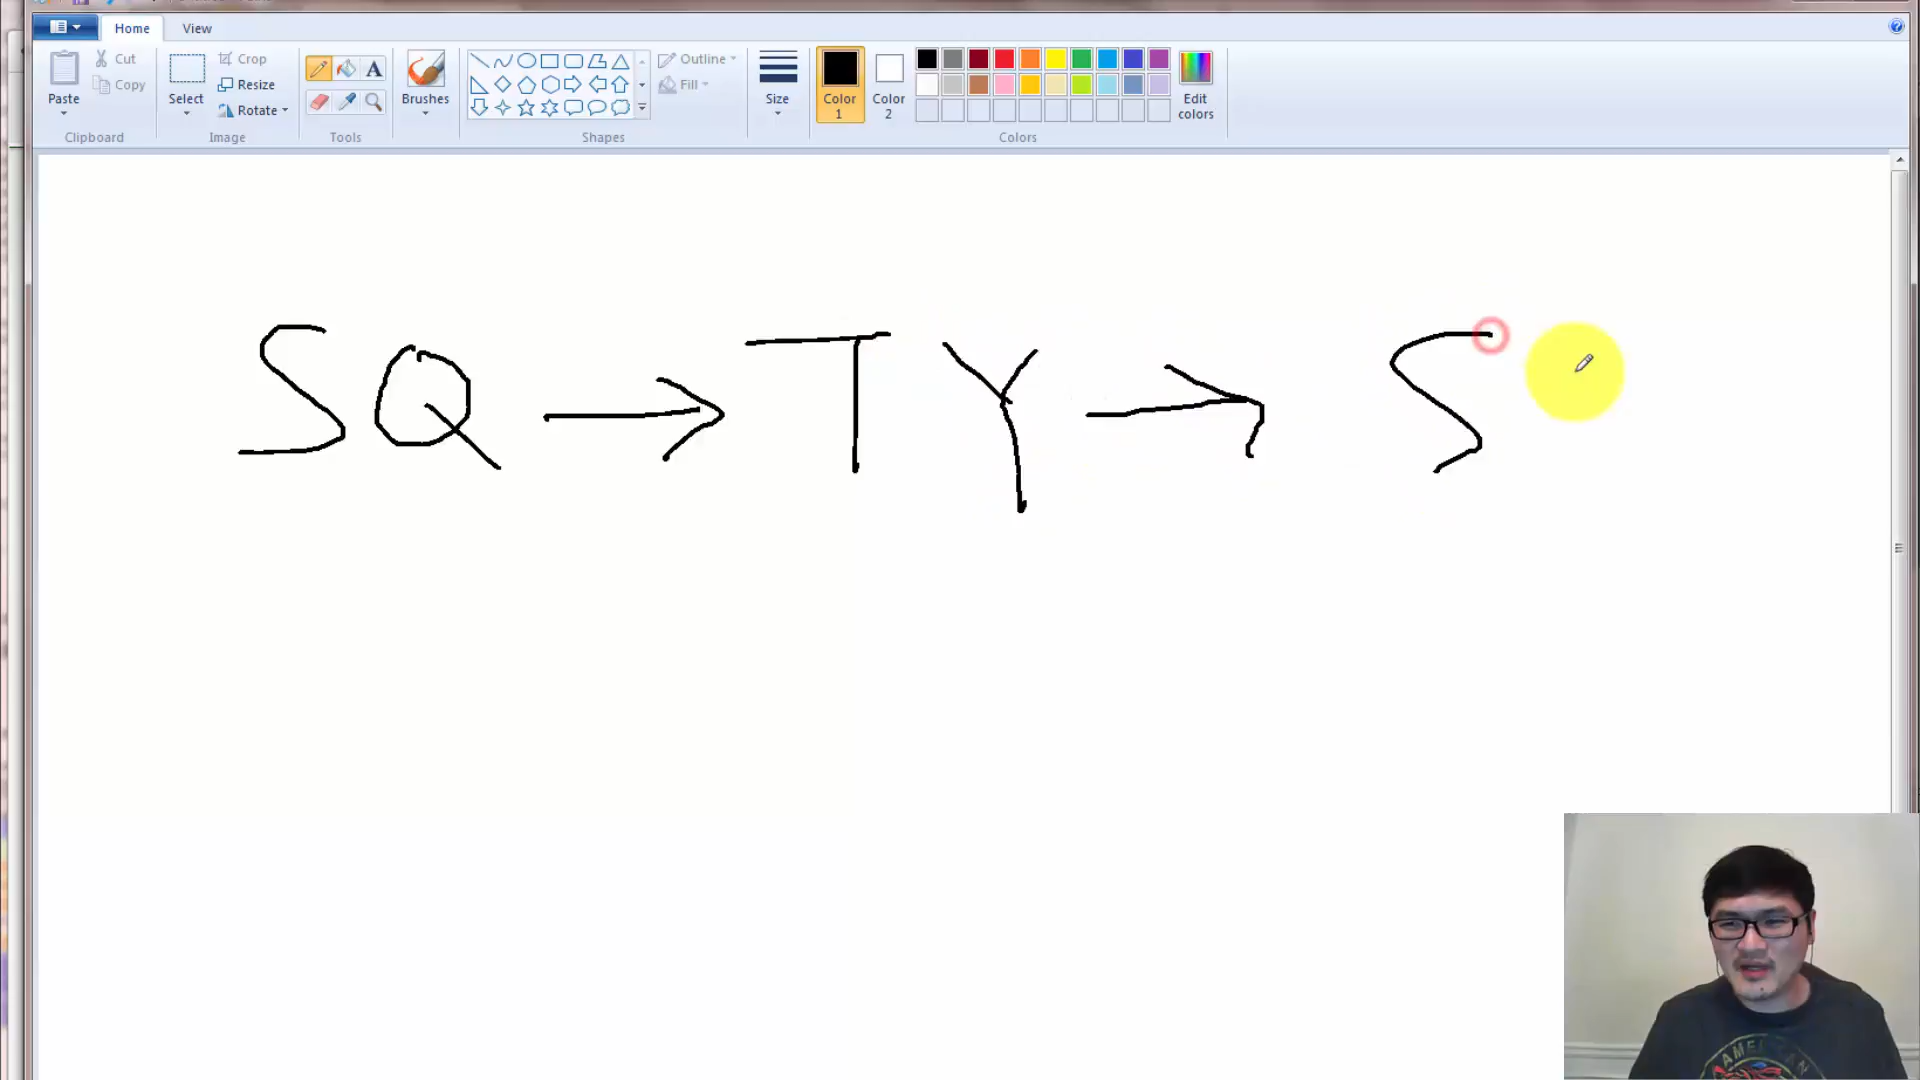 Home View
Cut
Copy
Paste
Clipboard
Select
Crop
Resize
Rotate
Image
Tools
Brushes
Shapes
Outline
Fill
Size
Color 1
Color 2
Edit colors
Colors
SQ → TY → S
AMERICAN